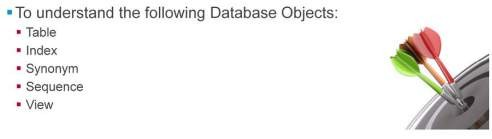 To understand the following Database Objects:
Table
Index
Synonym
Sequence
View